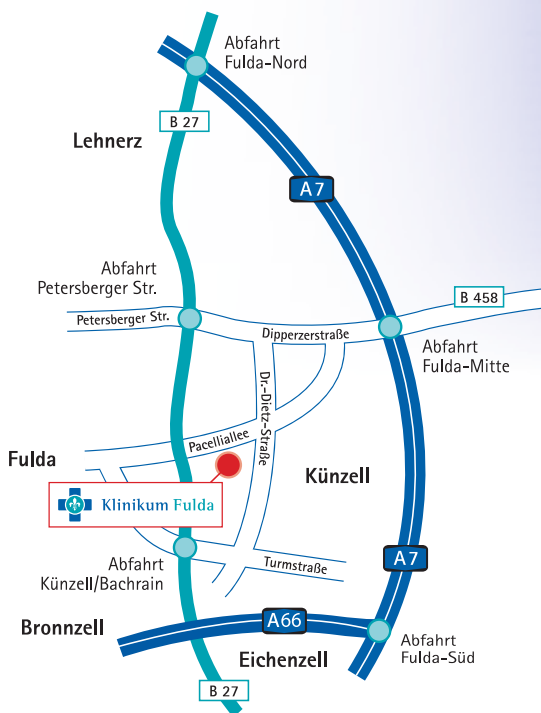 Abfahrt
Fulda-Nord
B 27
Lehnerz
A7
Abfahrt
Petersberger Str.
B 458
Petersberger Str.
Dipperzerstraße
Abfahrt
Fulda-Mitte
Dr.-Dietz-Straße
Pacelliallee
Fulda
Künzell
Klinikum Fulda
Abfahrt
Künzell/Bachrain
Turmstraße
A7
A66
Bronnzell
Abfahrt
Fulda-Süd
Eichenzell
B 27